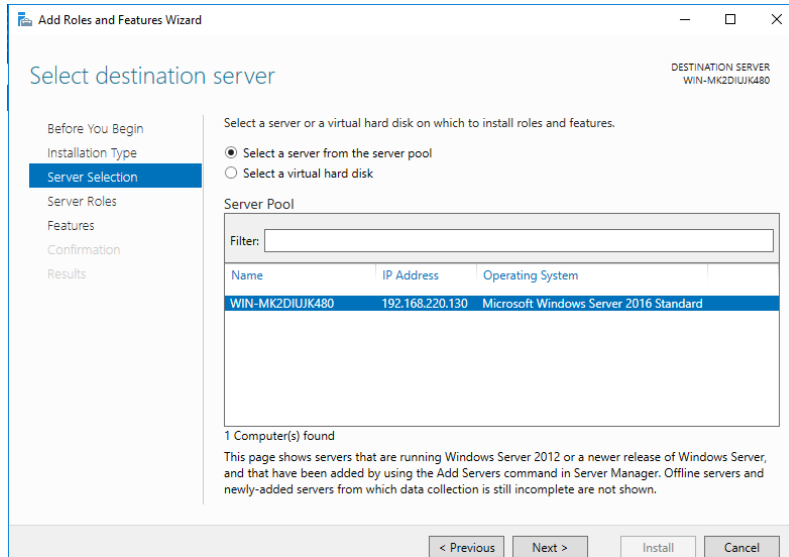 Add Roles and Features Wizard
Select destination server
DESTINATION SERVER
WIN-MK2DIUJK480
Before You Begin
Installation Type
Server Selection
Server Roles
Features
Confirmation
Results
Select a server or a virtual hard disk on which to install roles and features.
Select a server from the server pool
Select a virtual hard disk
Server Pool
Filter:
Name IP Address Operating System
WIN-MK2DIUJK480 192.168.220.130 Microsoft Windows Server 2016 Standard
1 Computer(s) found
This page shows servers that are running Windows Server 2012 or a newer release of Windows Server,
and that have been added by using the Add Servers command in Server Manager. Offline servers and
newly-added servers from which data collection is still incomplete are not shown.
< Previous Next > Install Cancel